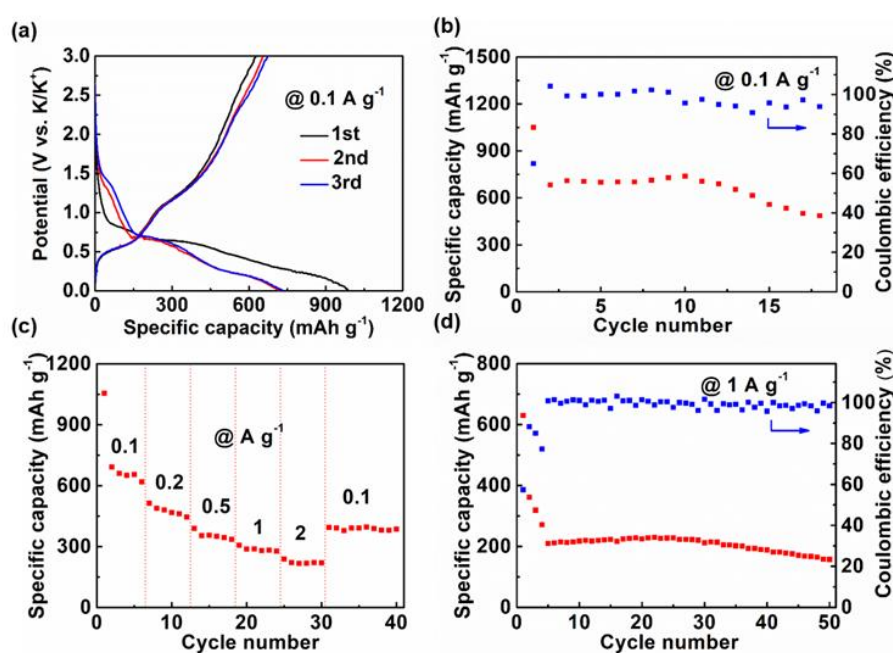 (a)
3.0
2.5
2.0
1.5
1.0
0.5
0.0
Potential (V vs. K/K⁺)
@ 0.1 A g⁻¹
1st
2nd
3rd
0 300 600 900 1200
Specific capacity (mAh g⁻¹)
(b)
1500
1200
900
600
300
0
Specific capacity (mAh g⁻¹)
@ 0.1 A g⁻¹
100
80
60
40
20
0
Coulombic efficiency (%)
0 5 10 15
Cycle number
(c)
1200
900
600
300
0
Specific capacity (mAh g⁻¹)
@ A g⁻¹
0.1 0.2 0.5 1 2 0.1
0 10 20 30 40
Cycle number
(d)
800
600
400
200
0
Specific capacity (mAh g⁻¹)
@ 1 A g⁻¹
100
80
60
40
20
0
Coulombic efficiency (%)
0 10 20 30 40 50
Cycle number